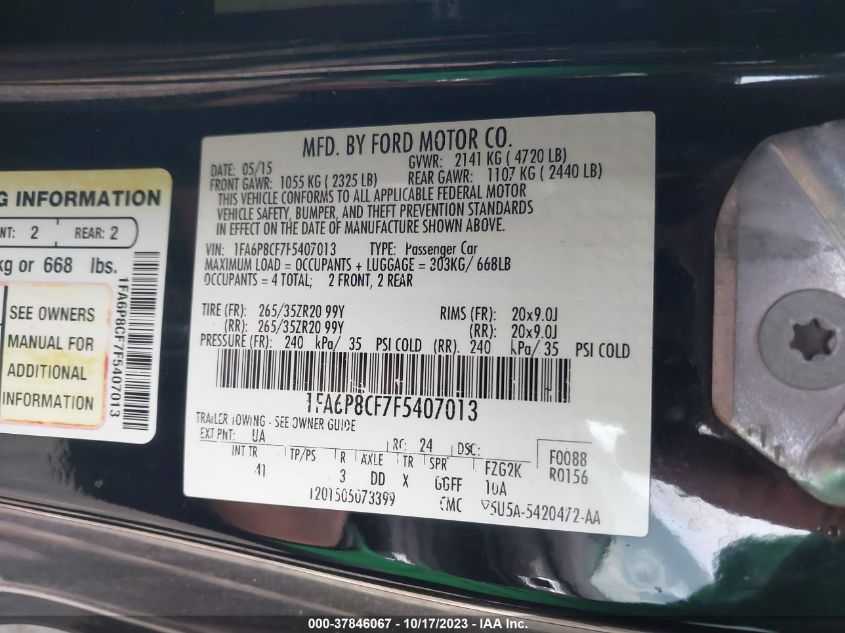 MFD. BY FORD MOTOR CO.
DATE: 05/15 GVWR: 2141 KG ( 4720 LB)
FRONT GAWR: 1055 KG ( 2325 LB) REAR GAWR: 1107 KG ( 2440 LB)
THIS VEHICLE CONFORMS TO ALL APPLICABLE FEDERAL MOTOR
VEHICLE SAFETY, BUMPER, AND THEFT PREVENTION STANDARDS
IN EFFECT ON THE DATE OF MANUFACTURE SHOWN ABOVE.
VIN: 1FA6P8CF7F5407013 TYPE: Passenger Car
MAXIMUM LOAD = OCCUPANTS + LUGGAGE = 303KG/ 668LB
OCCUPANTS = 4 TOTAL; 2 FRONT, 2 REAR
TIRE (FR): 265/35ZR20 99Y RIMS (FR): 20x9.0J
(RR): 265/35ZR20 99Y (RR): 20x9.0J
PRESSURE (FR): 240 kPa/ 35 PSI COLD (RR). 240 kPa/ 35 PSI COLD
1FA6P8CF7F5407013
TRAILER TOWING - SEE OWNER GUIDE
EXT PNT: UA RC: 24 DSC:
INT TR TP/PS R AXLE TR SPR FZG2K F0088
41 3 DD X GGFF 10A R0156
1201505073399
5U5A-5420472-AA
G INFORMATION
NT: 2 REAR: 2
kg or 668 lbs.
SEE OWNERS
MANUAL FOR
ADDITIONAL
INFORMATION
1FA6P8CF7F5407013
000-37846067 - 10/17/2023 - IAA Inc.